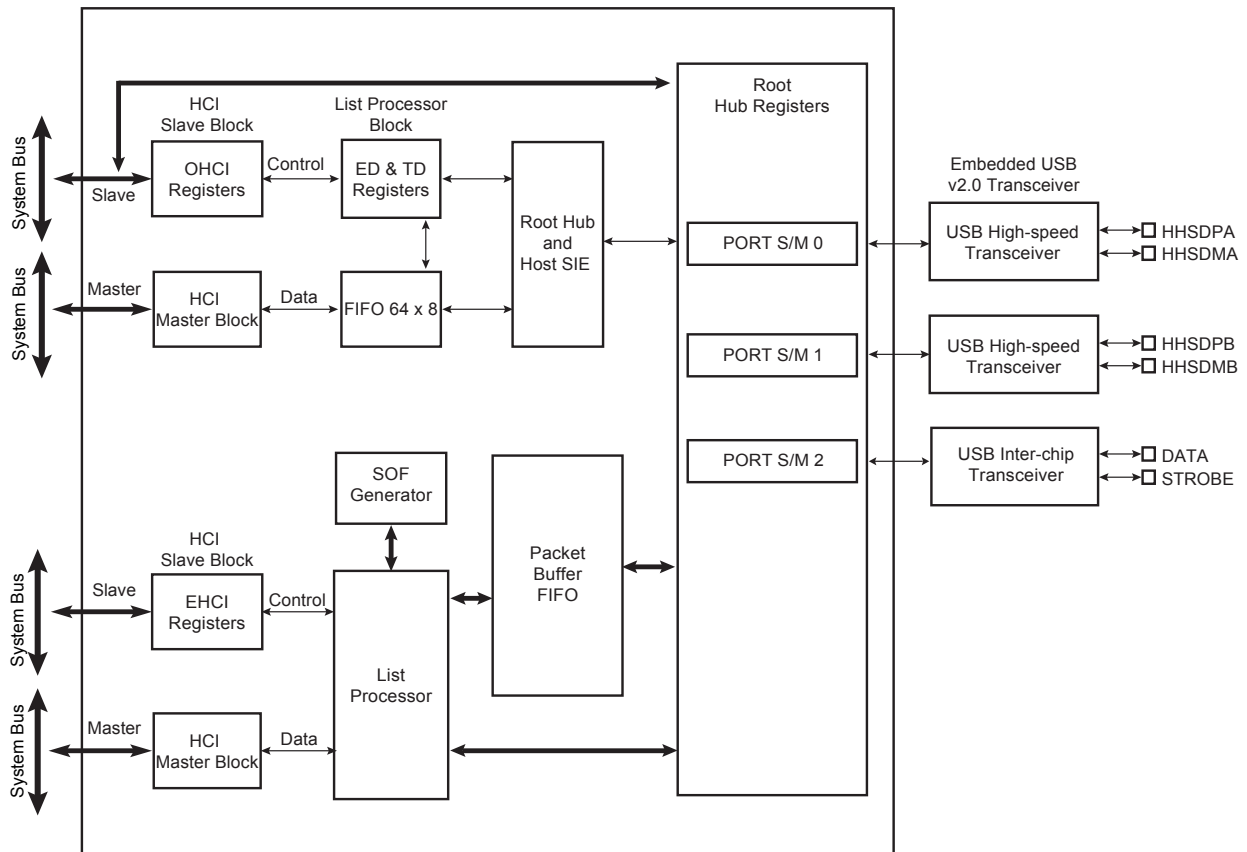 Root
Hub Registers
HCI
Slave Block
List Processor
Block
System Bus
Slave
OHCI
Registers
Control
ED & TD
Registers
Root Hub
and
Host SIE
Embedded USB
v2.0 Transceiver
PORT S/M 0
USB High-speed
Transceiver
HHSDPA
HHSDMA
System Bus
Master
HCI
Master Block
Data
FIFO 64 x 8
PORT S/M 1
USB High-speed
Transceiver
HHSDPB
HHSDMB
PORT S/M 2
USB Inter-chip
Transceiver
DATA
STROBE
SOF
Generator
HCI
Slave Block
Packet
Buffer
FIFO
System Bus
Slave
EHCI
Registers
Control
List
Processor
System Bus
Master
HCI
Master Block
Data